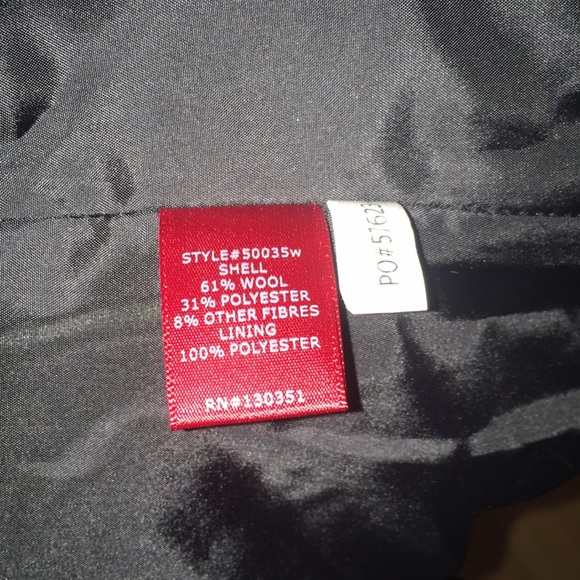 STYLE#50035w
SHELL
61% WOOL
31% POLYESTER
8% OTHER FIBRES
LINING
100% POLYESTER
RN#130351